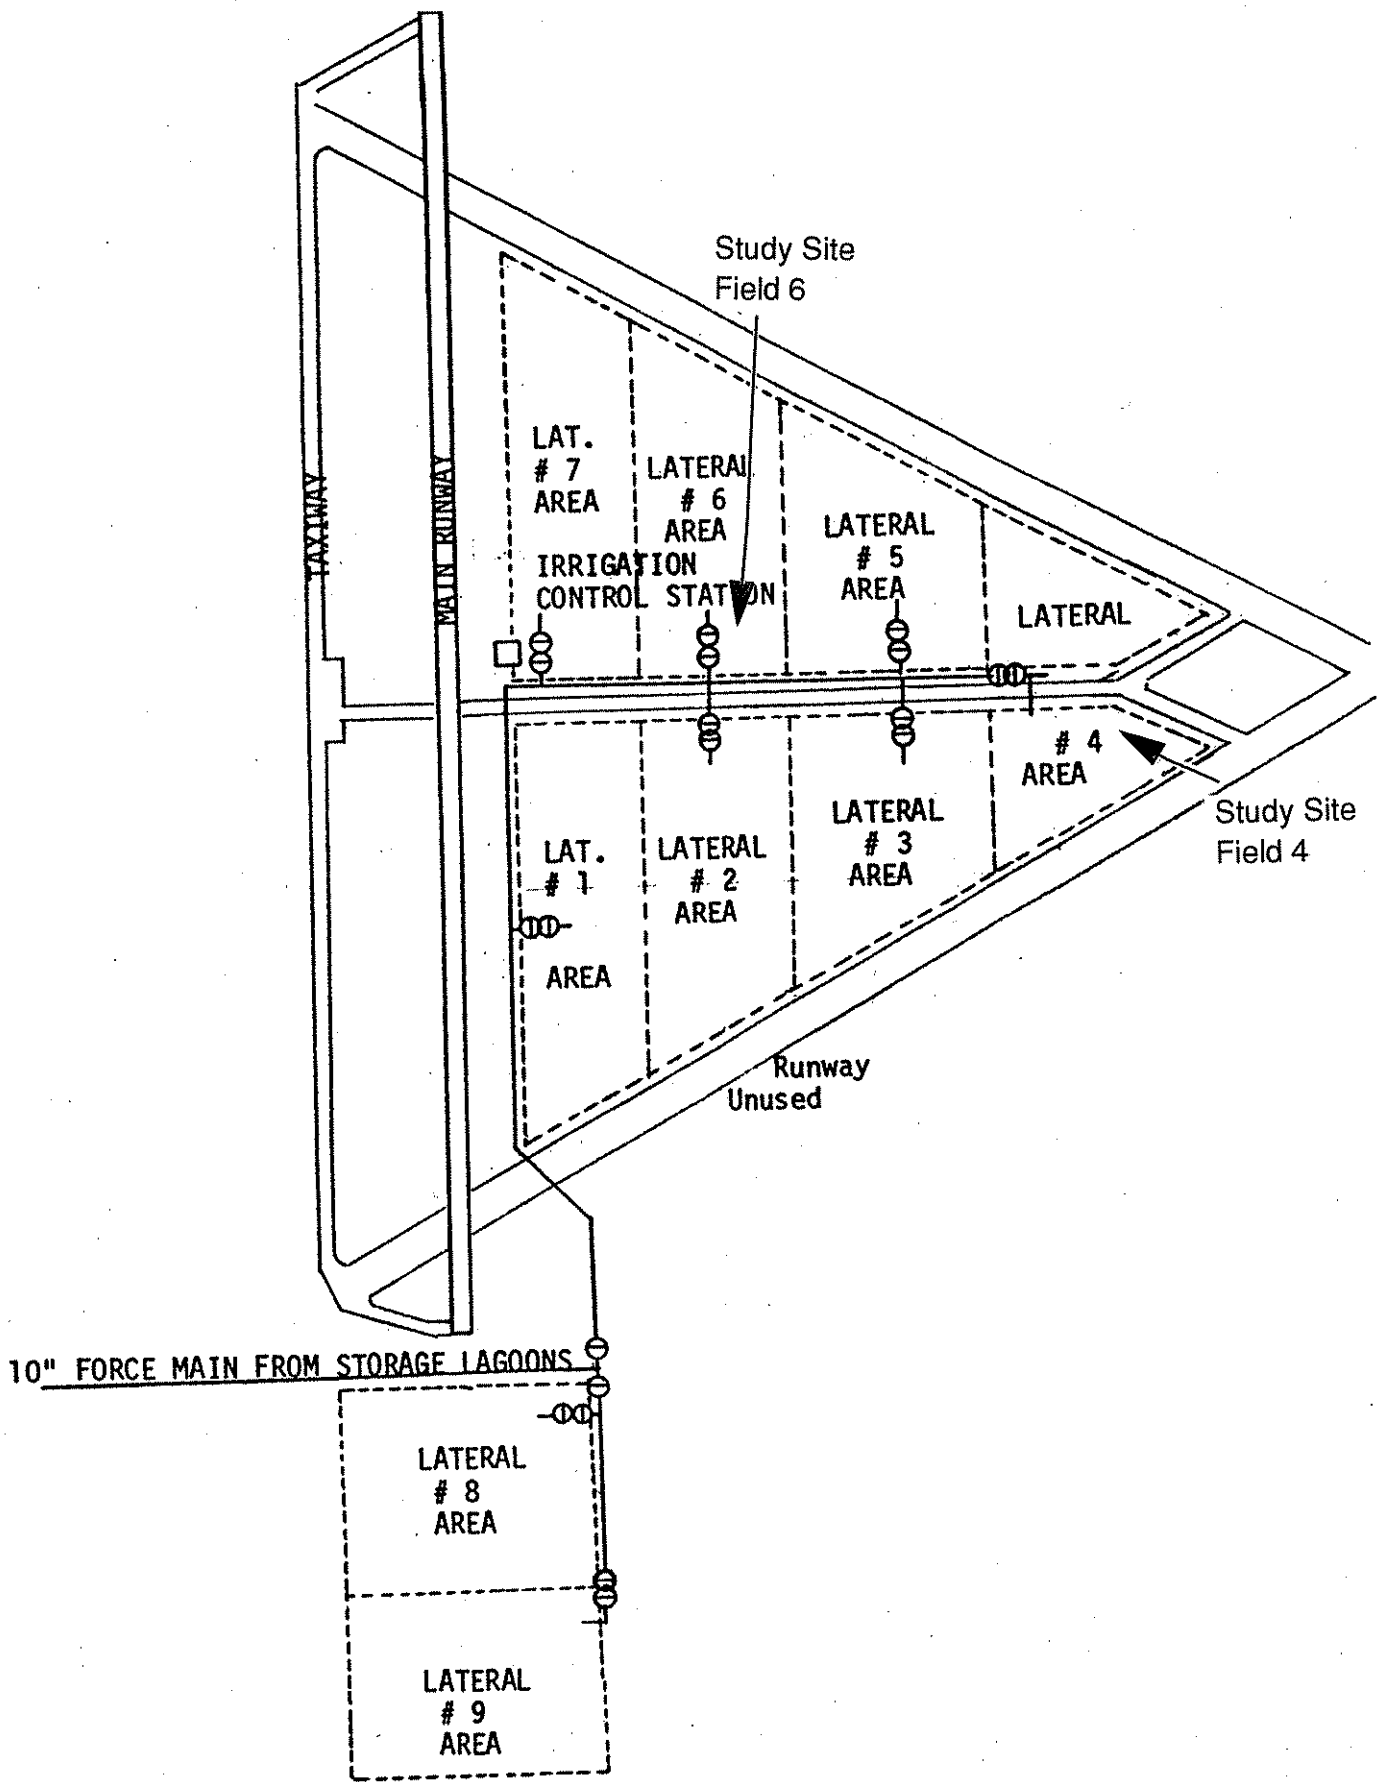 Study Site
Field 6
LAT.
# 7
AREA
LATERAL
# 6
AREA
LATERAL
# 5
AREA
TAXIWAY
MAIN RUNWAY
IRRIGATION
CONTROL STATION
LATERAL
# 4
AREA
Study Site
Field 4
LAT.
# 1
AREA
LATERAL
# 2
AREA
LATERAL
# 3
AREA
Runway
Unused
10" FORCE MAIN FROM STORAGE LAGOONS
LATERAL
# 8
AREA
LATERAL
# 9
AREA